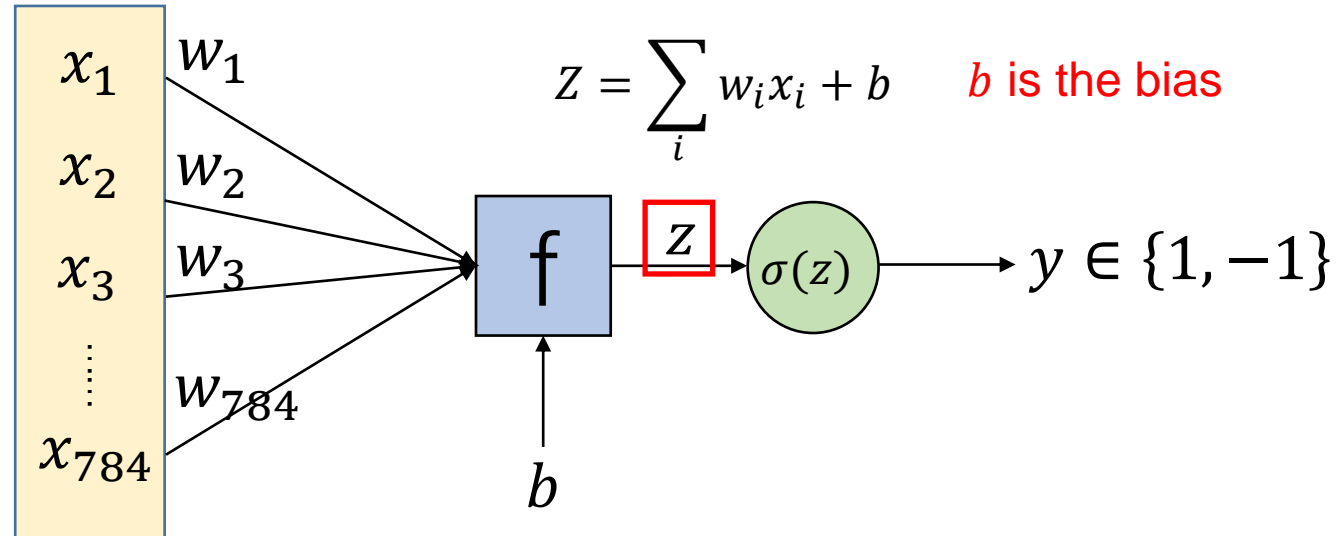 x₁ w₁
Z = ∑ᵢ wᵢxᵢ + b b is the bias
x₂ w₂
x₃ w₃
f z σ(z) y ∈ {1, −1}
⋮
w₇₈₄
x₇₈₄
b